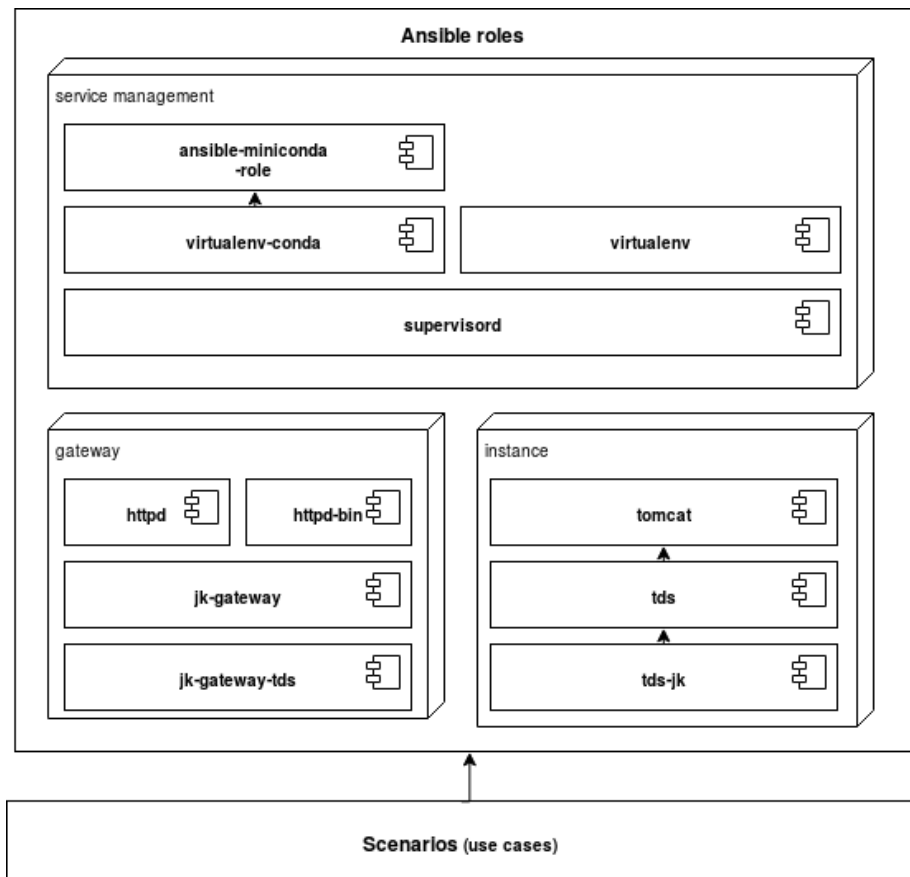 Ansible roles
service management
ansible-miniconda
-role
virtualenv-conda
virtualenv
supervisord
gateway
httpd
httpd-bin
jk-gateway
jk-gateway-tds
instance
tomcat
tds
tds-jk
Scenarios (use cases)